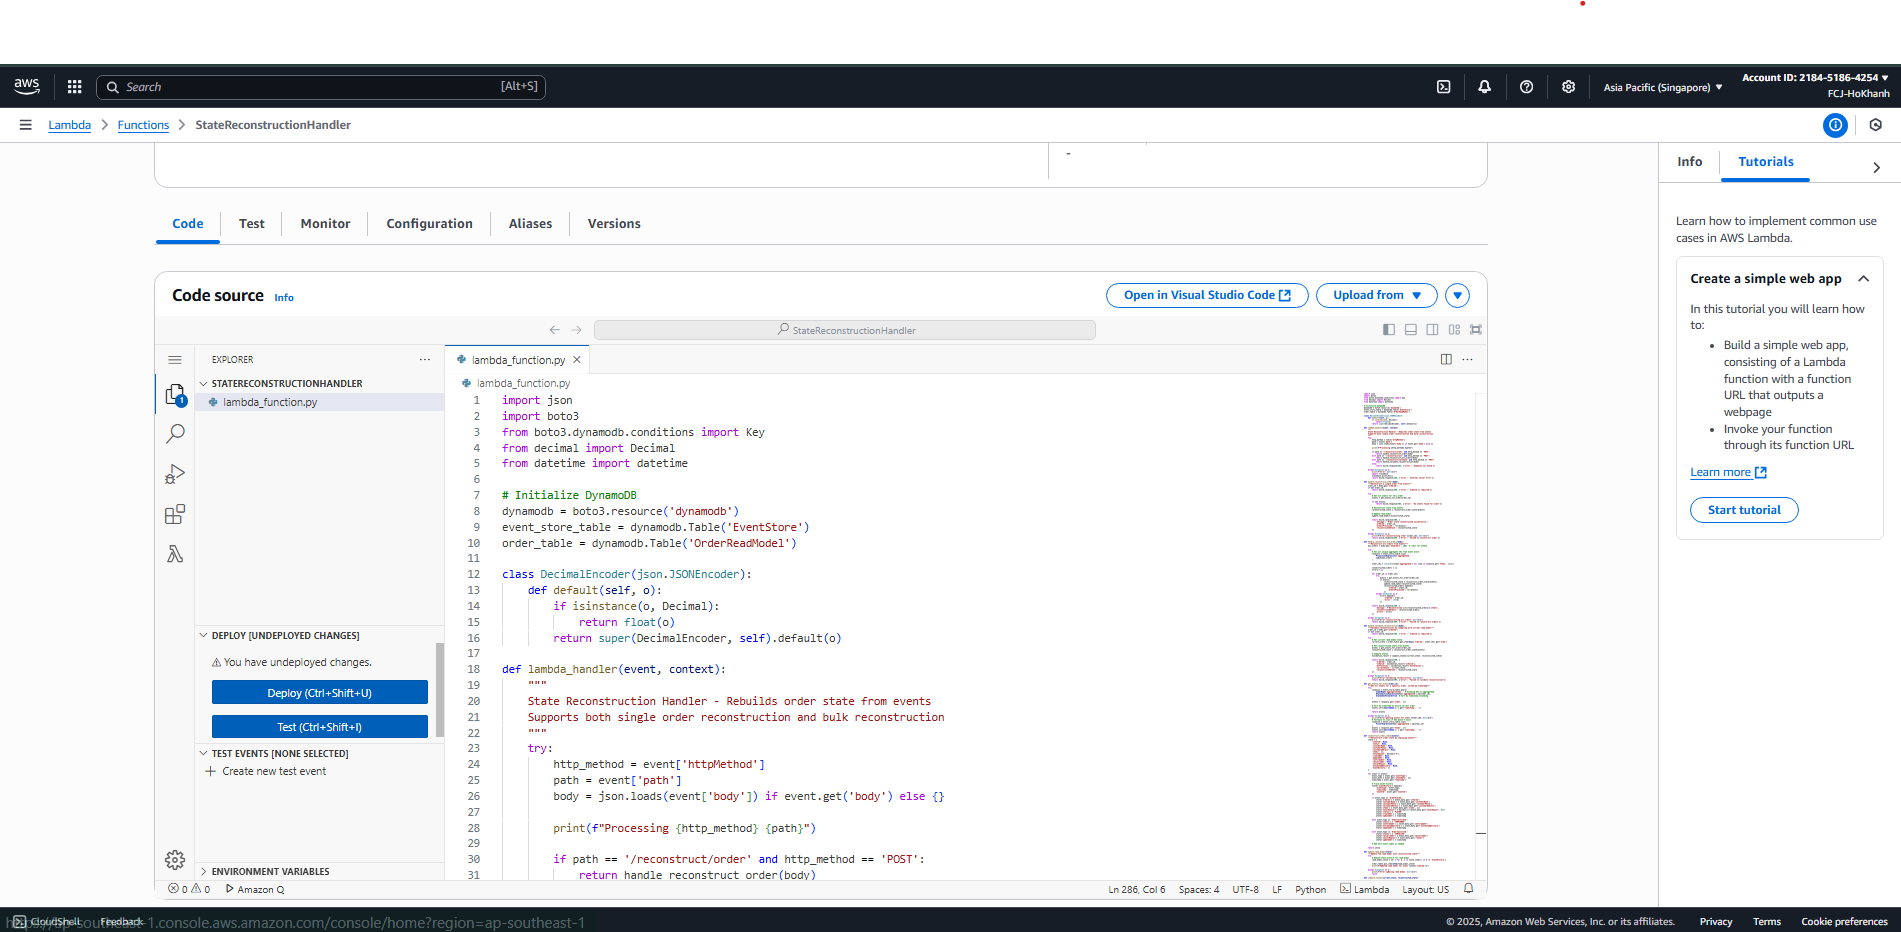 aws
Search [Alt+S]
Asia Pacific (Singapore)
Account ID: 2184-5186-4254
FCJ-HoKhanh
Lambda > Functions > StateReconstructionHandler
-
Code
Test
Monitor
Configuration
Aliases
Versions
Code source Info
Open in Visual Studio Code
Upload from
StateReconstructionHandler
EXPLORER
STATERECONSTRUCTIONHANDLER
lambda_function.py
1
DEPLOY [UNDEPLOYED CHANGES]
You have undeployed changes.
Deploy (Ctrl+Shift+U)
Test (Ctrl+Shift+I)
TEST EVENTS [NONE SELECTED]
Create new test event
ENVIRONMENT VARIABLES
lambda_function.py
lambda_function.py
1 import json
2 import boto3
3 from boto3.dynamodb.conditions import Key
4 from decimal import Decimal
5 from datetime import datetime
6
7 # Initialize DynamoDB
8 dynamodb = boto3.resource('dynamodb')
9 event_store_table = dynamodb.Table('EventStore')
10 order_table = dynamodb.Table('OrderReadModel')
11
12 class DecimalEncoder(json.JSONEncoder):
13 def default(self, o):
14 if isinstance(o, Decimal):
15 return float(o)
16 return super(DecimalEncoder, self).default(o)
17
18 def lambda_handler(event, context):
19 """
20 State Reconstruction Handler - Rebuilds order state from events
21 Supports both single order reconstruction and bulk reconstruction
22 """
23 try:
24 http_method = event['httpMethod']
25 path = event['path']
26 body = json.loads(event['body']) if event.get('body') else {}
27
28 print(f"Processing {http_method} {path}")
29
30 if path == '/reconstruct/order' and http_method == 'POST':
31 return handle_reconstruct_order(body)
0 0 Amazon Q
Ln 286, Col 6 Spaces: 4 UTF-8 LF Python Lambda Layout: US
Info
Tutorials
Learn how to implement common use
cases in AWS Lambda.
Create a simple web app
In this tutorial you will learn how
to:
• Build a simple web app,
consisting of a Lambda
function with a function
URL that outputs a
webpage
• Invoke your function
through its function URL
Learn more
Start tutorial
CloudShell Feedback
https://ap-southeast-1.console.aws.amazon.com/console/home?region=ap-southeast-1
© 2025, Amazon Web Services, Inc. or its affiliates. Privacy Terms Cookie preferences